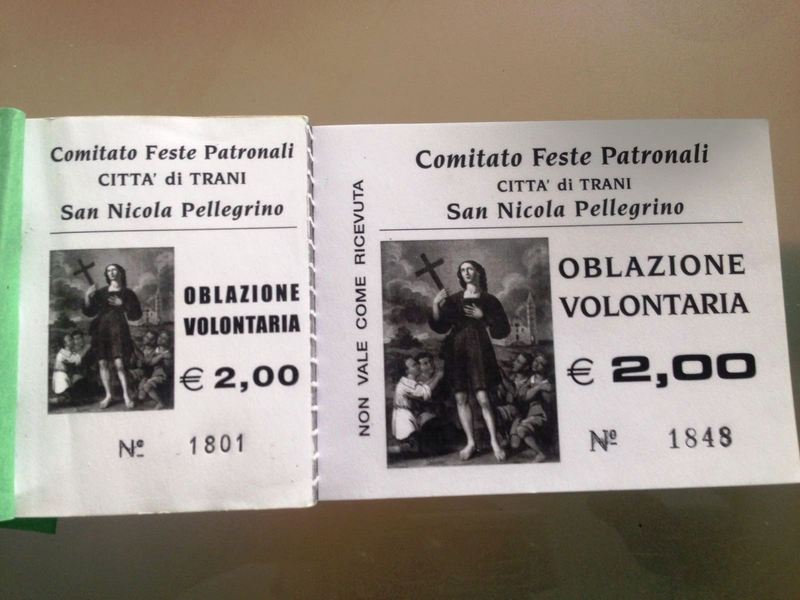 Comitato Feste Patronali
CITTA' di TRANI
San Nicola Pellegrino
OBLAZIONE
VOLONTARIA
€ 2,00
Nº 1801
NON VALE COME RICEVUTA
Comitato Feste Patronali
CITTA' di TRANI
San Nicola Pellegrino
OBLAZIONE
VOLONTARIA
€ 2,00
Nº 1848